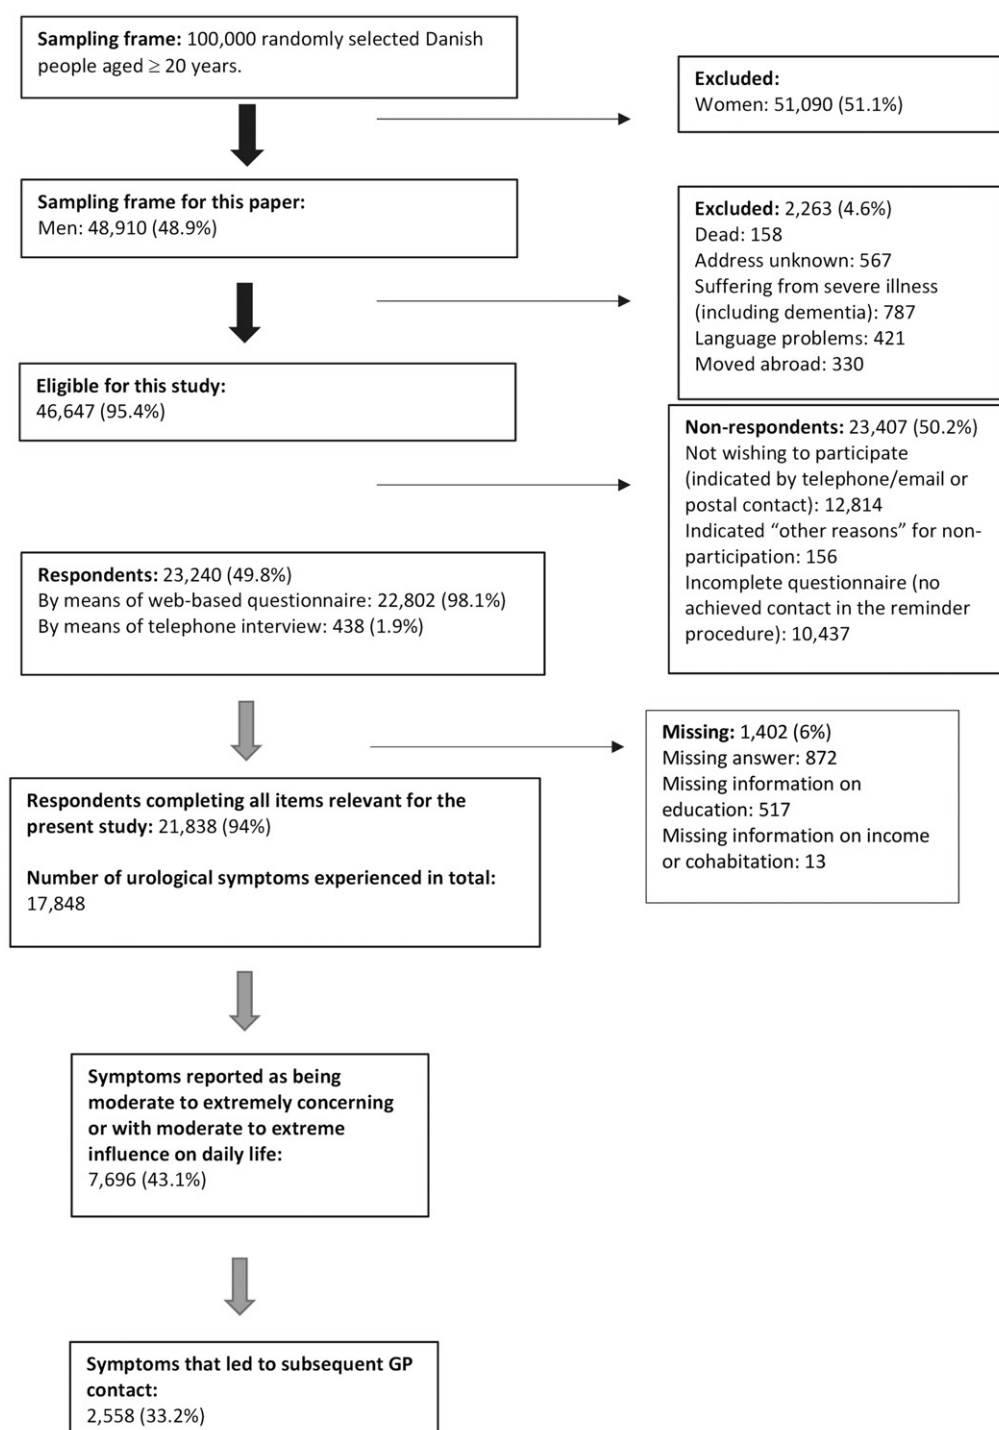 Sampling frame: 100,000 randomly selected Danish
people aged ≥ 20 years.
Excluded:
Women: 51,090 (51.1%)
Sampling frame for this paper:
Men: 48,910 (48.9%)
Excluded: 2,263 (4.6%)
Dead: 158
Address unknown: 567
Suffering from severe illness
(including dementia): 787
Language problems: 421
Moved abroad: 330
Eligible for this study:
46,647 (95.4%)
Non-respondents: 23,407 (50.2%)
Not wishing to participate
(indicated by telephone/email or
postal contact): 12,814
Indicated “other reasons” for non-
participation: 156
Incomplete questionnaire (no
achieved contact in the reminder
procedure): 10,437
Respondents: 23,240 (49.8%)
By means of web-based questionnaire: 22,802 (98.1%)
By means of telephone interview: 438 (1.9%)
Missing: 1,402 (6%)
Missing answer: 872
Missing information on
education: 517
Missing information on income
or cohabitation: 13
Respondents completing all items relevant for the
present study: 21,838 (94%)
Number of urological symptoms experienced in total:
17,848
Symptoms reported as being
moderate to extremely concerning
or with moderate to extreme
influence on daily life:
7,696 (43.1%)
Symptoms that led to subsequent GP
contact:
2,558 (33.2%)